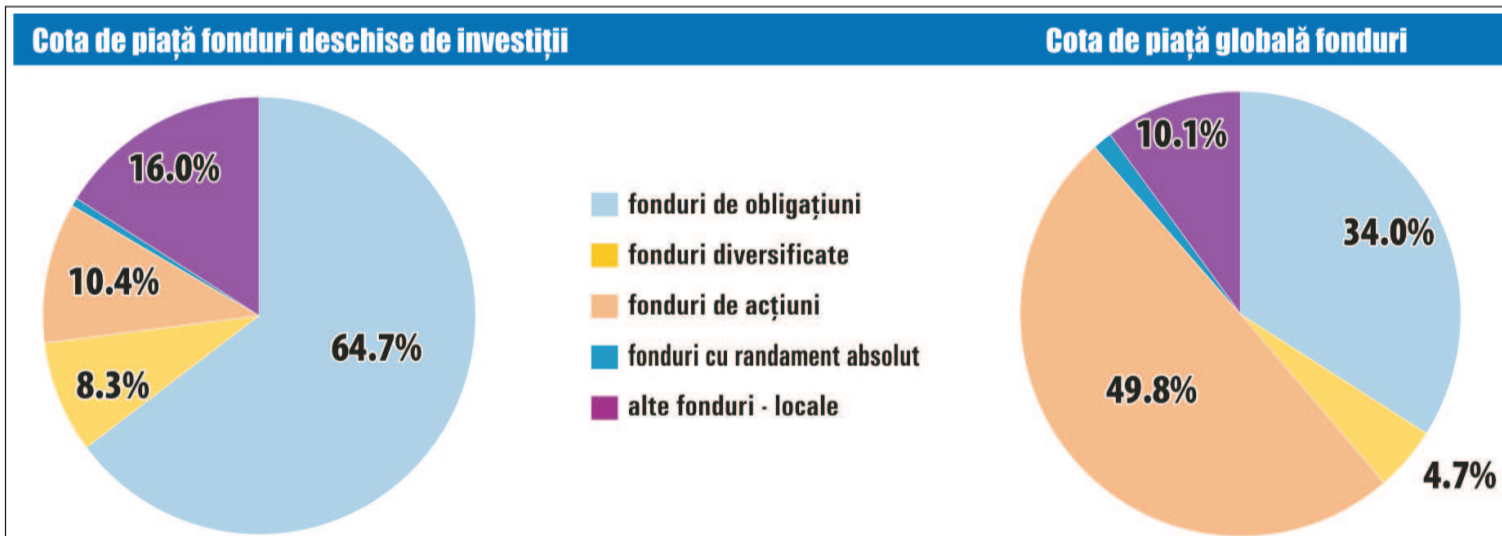 Cota de piață fonduri deschise de investiții
Cota de piață globală fonduri
16.0%
10.4%
8.3%
64.7%
fonduri de obligațiuni
fonduri diversificate
fonduri de acțiuni
fonduri cu randament absolut
alte fonduri - locale
10.1%
34.0%
49.8%
4.7%